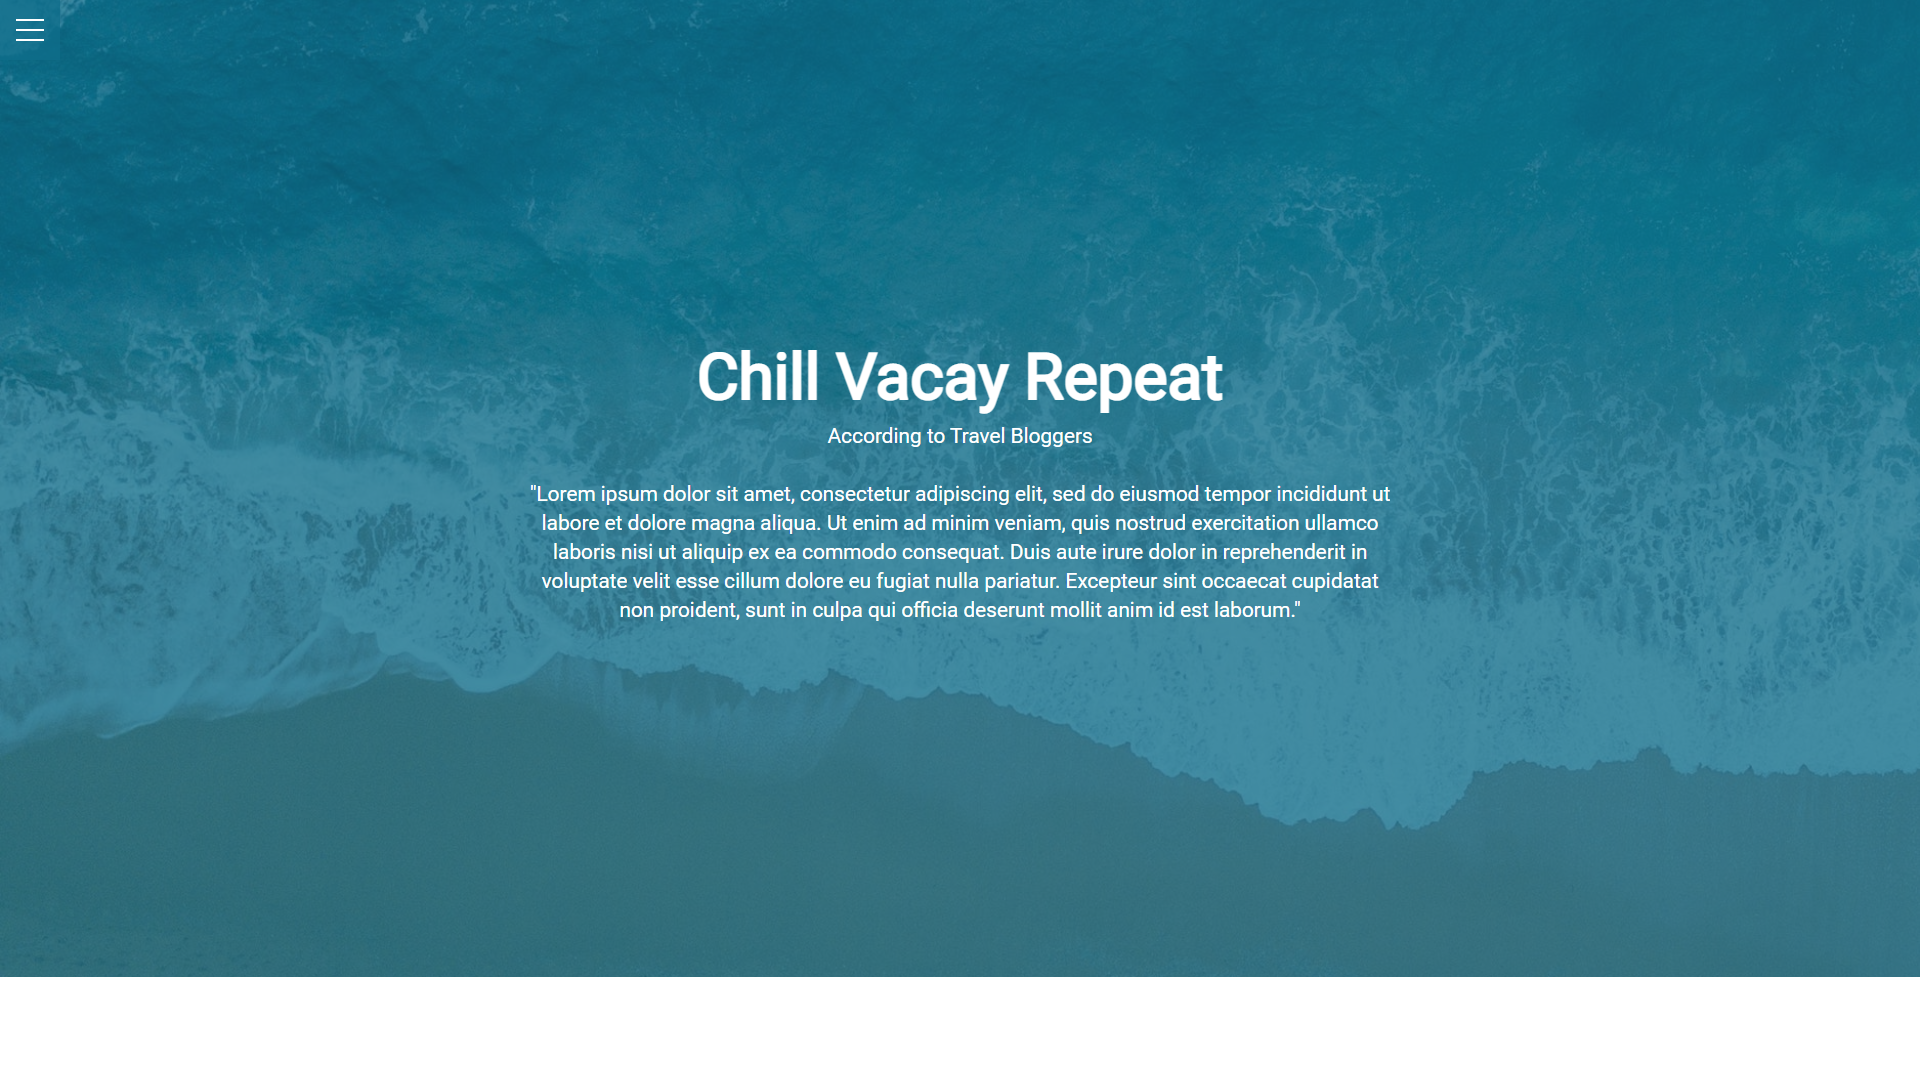 Chill Vacay Repeat
According to Travel Bloggers
"Lorem ipsum dolor sit amet, consectetur adipiscing elit, sed do eiusmod tempor incididunt ut
labore et dolore magna aliqua. Ut enim ad minim veniam, quis nostrud exercitation ullamco
laboris nisi ut aliquip ex ea commodo consequat. Duis aute irure dolor in reprehenderit in
voluptate velit esse cillum dolore eu fugiat nulla pariatur. Excepteur sint occaecat cupidatat
non proident, sunt in culpa qui officia deserunt mollit anim id est laborum."